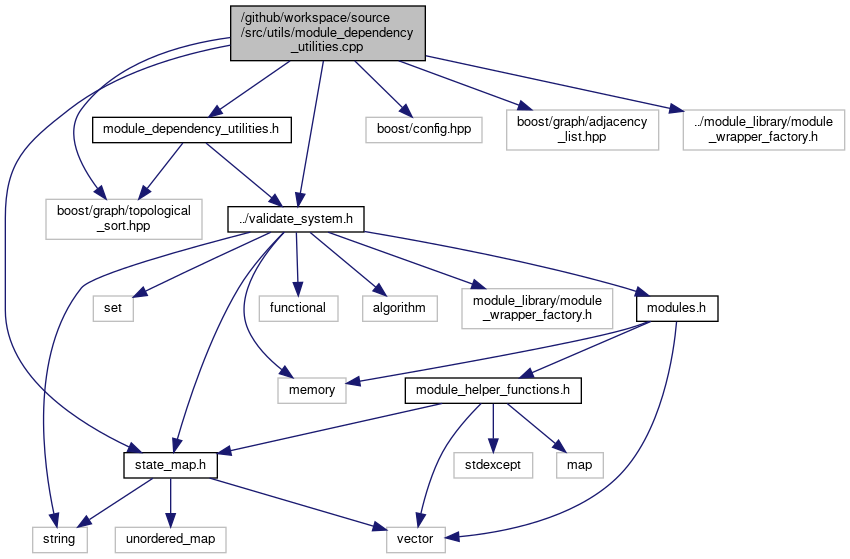 /github/workspace/source
/src/utils/module_dependency
_utilities.cpp
module_dependency_utilities.h
boost/config.hpp
boost/graph/adjacency
_list.hpp
../module_library/module
_wrapper_factory.h
boost/graph/topological
_sort.hpp
../validate_system.h
set
functional
algorithm
module_library/module
_wrapper_factory.h
modules.h
memory
module_helper_functions.h
state_map.h
stdexcept
map
string
unordered_map
vector